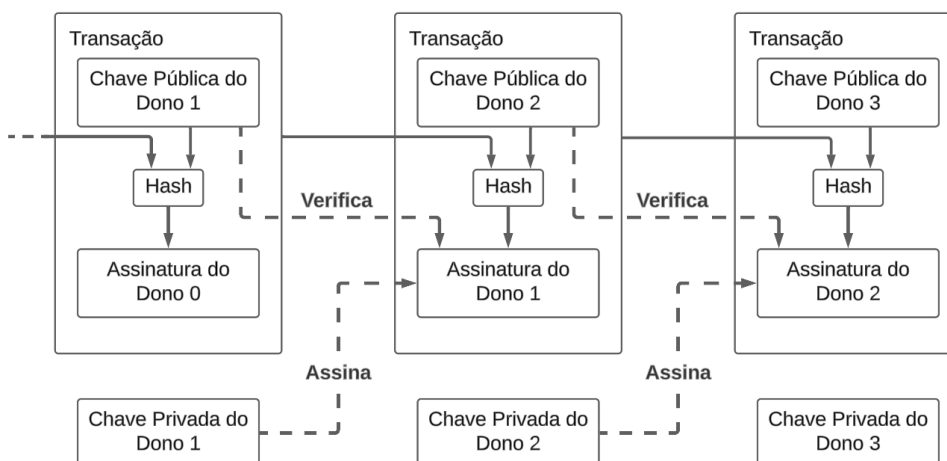 Transação
Chave Pública do
Dono 1
Hash
Assinatura do
Dono 0
Transação
Chave Pública do
Dono 2
Hash
Assinatura do
Dono 1
Transação
Chave Pública do
Dono 3
Hash
Assinatura do
Dono 2
Verifica
Verifica
Assina
Assina
Chave Privada do
Dono 1
Chave Privada do
Dono 2
Chave Privada do
Dono 3